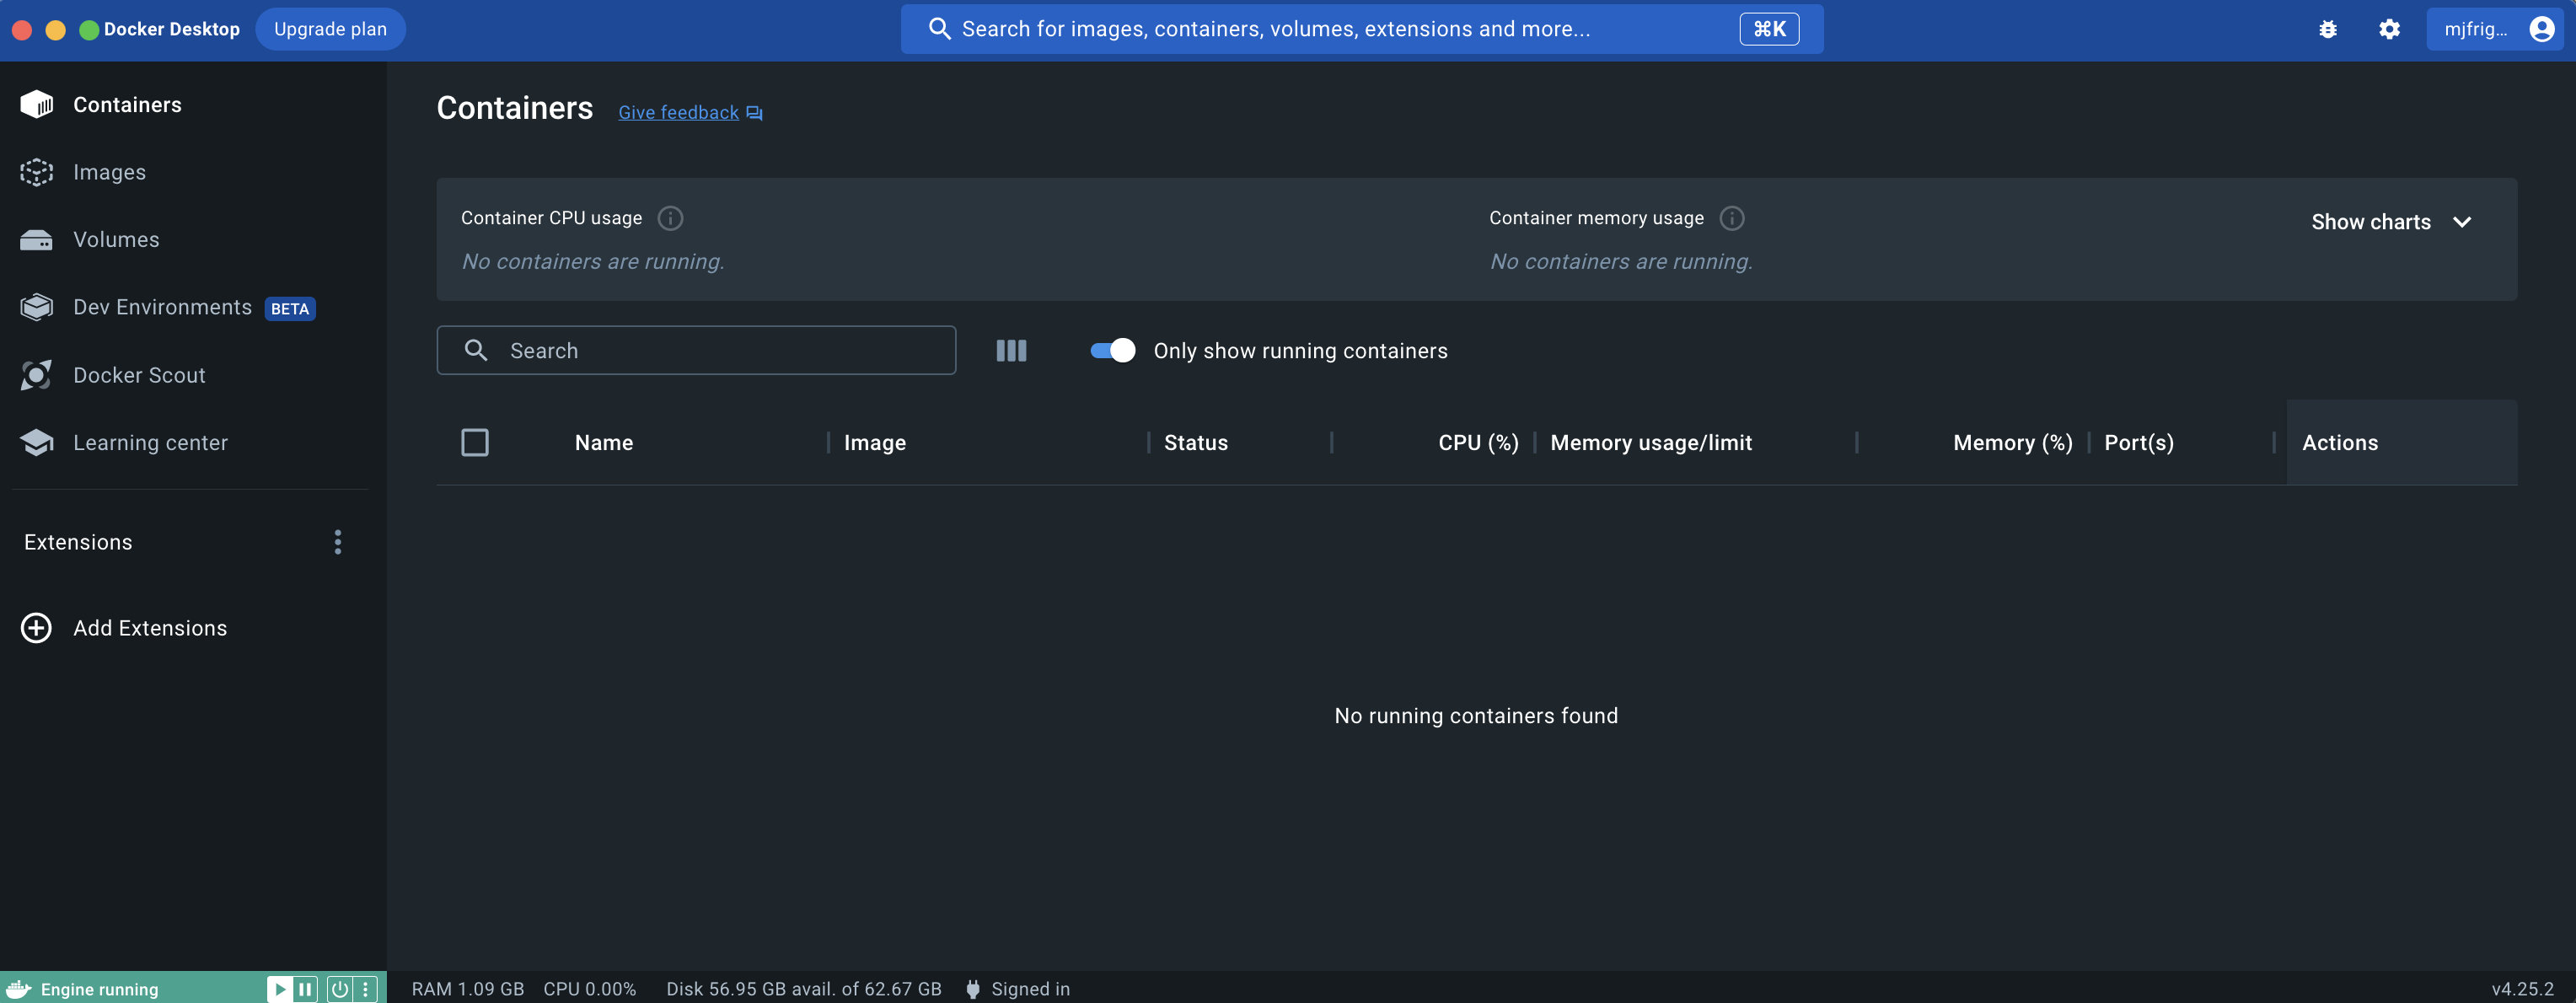 Docker Desktop
Upgrade plan
Search for images, containers, volumes, extensions and more...
⌘K
mjfrig...
Containers
Images
Volumes
Dev Environments BETA
Docker Scout
Learning center
Extensions
Add Extensions
Containers
Give feedback
Container CPU usage
No containers are running.
Container memory usage
No containers are running.
Show charts
Search
Only show running containers
Name Image Status CPU (%) Memory usage/limit Memory (%) Port(s) Actions
No running containers found
Engine running
RAM 1.09 GB CPU 0.00% Disk 56.95 GB avail. of 62.67 GB Signed in
v4.25.2